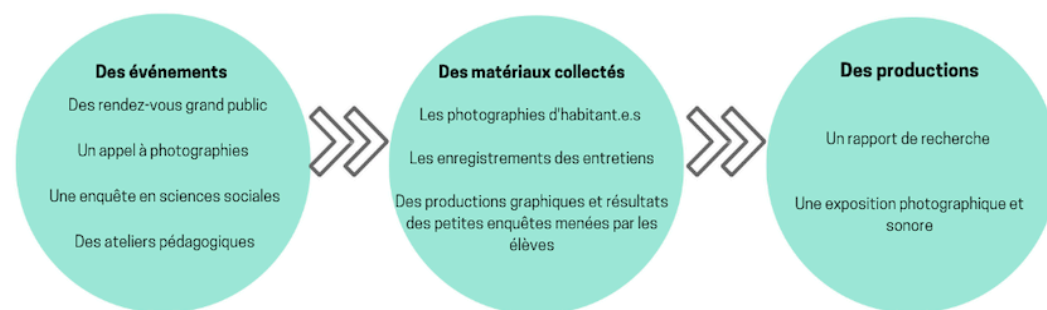 Des événements
Des rendez-vous grand public
Un appel à photographies
Une enquête en sciences sociales
Des ateliers pédagogiques
Des matériaux collectés
Les photographies d'habitant.e.s
Les enregistrements des entretiens
Des productions graphiques et résultats
des petites enquêtes menées par les
élèves
Des productions
Un rapport de recherche
Une exposition photographique et
sonore